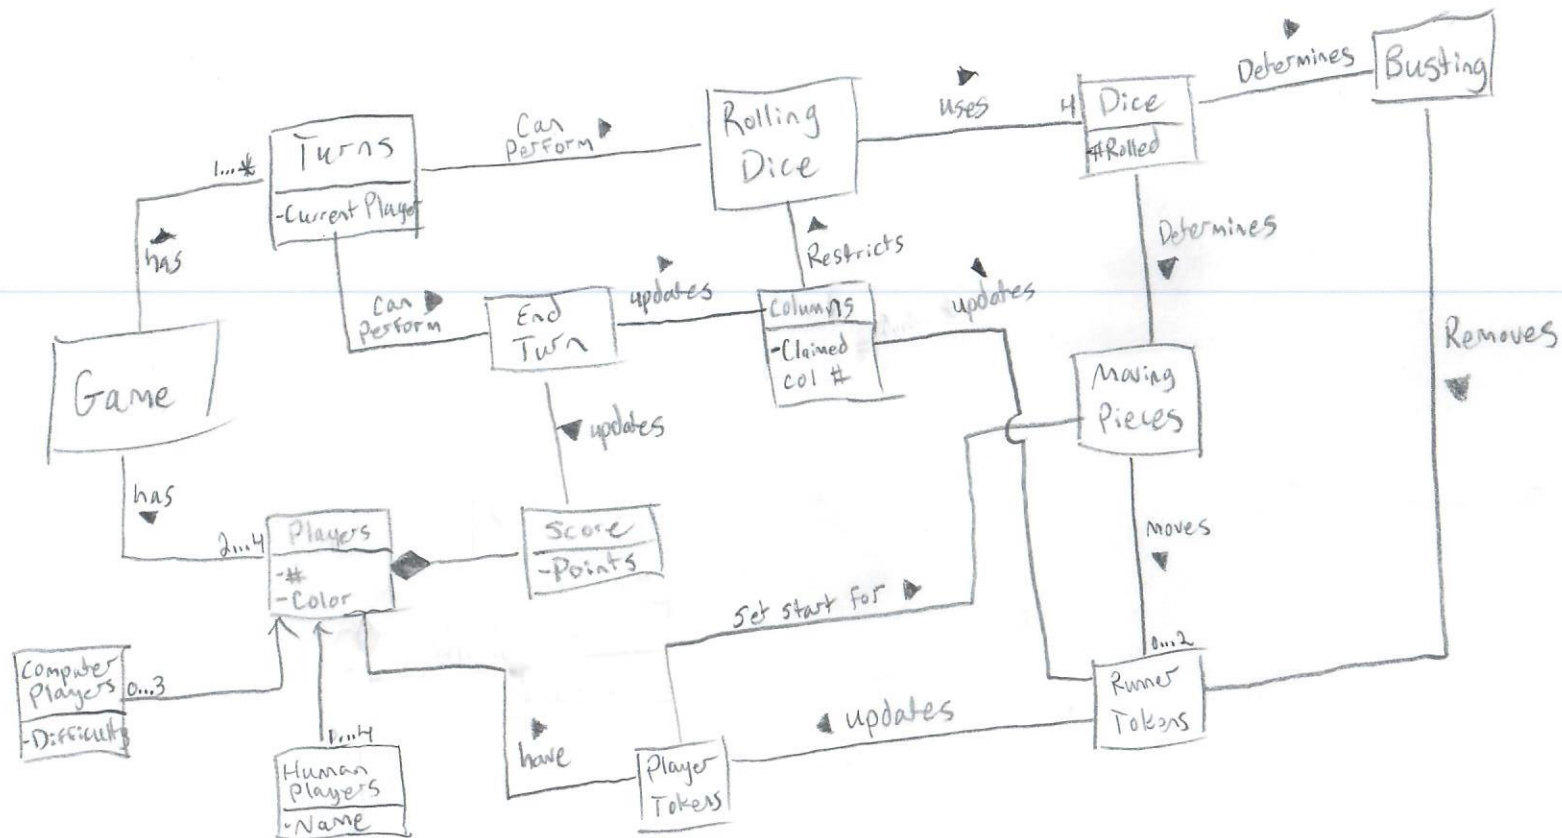 Busting
Determines
Dice
#Rolled
4
uses
Rolling
Dice
Can
Perform
Turns
-Current Player
1...*
has
Restricts
Determines
updates
updates
Columns
-Claimed
Col #
End
Turn
Can
Perform
Game
Removes
Moving
Pieces
updates
has
2...4
Players
-#
-Color
Score
-Points
moves
0...2
Set start for
Computer
Players
-Difficulty
0...3
Runner
Tokens
updates
have
Player
Tokens
1...4
Human
Players
-Name